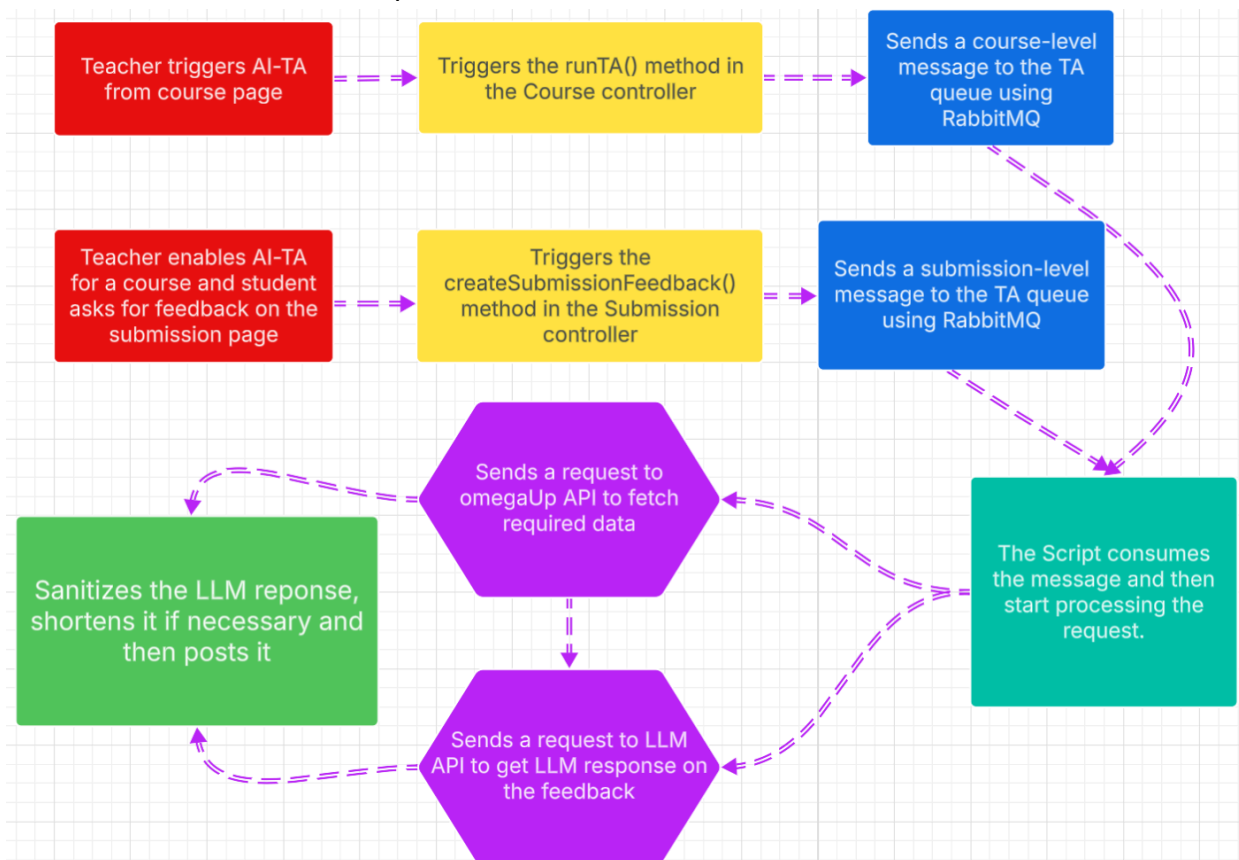 Teacher triggers AI-TA
from course page
Triggers the runTA() method in
the Course controller
Sends a course-level
message to the TA
queue using
RabbitMQ
Teacher enables AI-TA
for a course and student
asks for feedback on the
submission page
Triggers the
createSubmissionFeedback()
method in the Submission
controller
Sends a submission-level
message to the TA queue
using RabbitMQ
Sends a request to
omegaUp API to fetch
required data
The Script consumes
the message and then
start processing the
request.
Sanitizes the LLM reponse,
shortens it if necessary and
then posts it
Sends a request to LLM
API to get LLM response on
the feedback